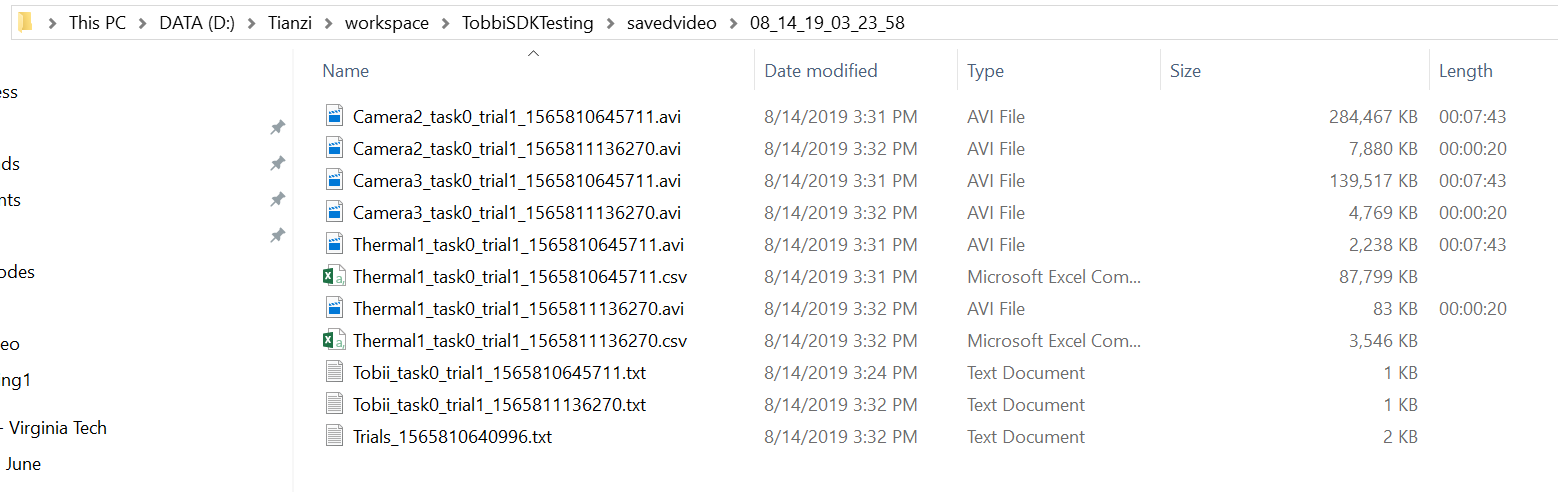 This PC > DATA (D:) > Tianzi > workspace > TobbiSDKTesting > savedvideo > 08_14_19_03_23_58
Name Date modified Type Size Length
ess
ds
nts
odes
eo
ng1
- Virginia Tech
June
Camera2_task0_trial1_1565810645711.avi 8/14/2019 3:31 PM AVI File 284,467 KB 00:07:43
Camera2_task0_trial1_1565811136270.avi 8/14/2019 3:32 PM AVI File 7,880 KB 00:00:20
Camera3_task0_trial1_1565810645711.avi 8/14/2019 3:31 PM AVI File 139,517 KB 00:07:43
Camera3_task0_trial1_1565811136270.avi 8/14/2019 3:32 PM AVI File 4,769 KB 00:00:20
Thermal1_task0_trial1_1565810645711.avi 8/14/2019 3:31 PM AVI File 2,238 KB 00:07:43
Thermal1_task0_trial1_1565810645711.csv 8/14/2019 3:31 PM Microsoft Excel Com... 87,799 KB
Thermal1_task0_trial1_1565811136270.avi 8/14/2019 3:32 PM AVI File 83 KB 00:00:20
Thermal1_task0_trial1_1565811136270.csv 8/14/2019 3:32 PM Microsoft Excel Com... 3,546 KB
Tobii_task0_trial1_1565810645711.txt 8/14/2019 3:24 PM Text Document 1 KB
Tobii_task0_trial1_1565811136270.txt 8/14/2019 3:32 PM Text Document 1 KB
Trials_1565810640996.txt 8/14/2019 3:32 PM Text Document 2 KB